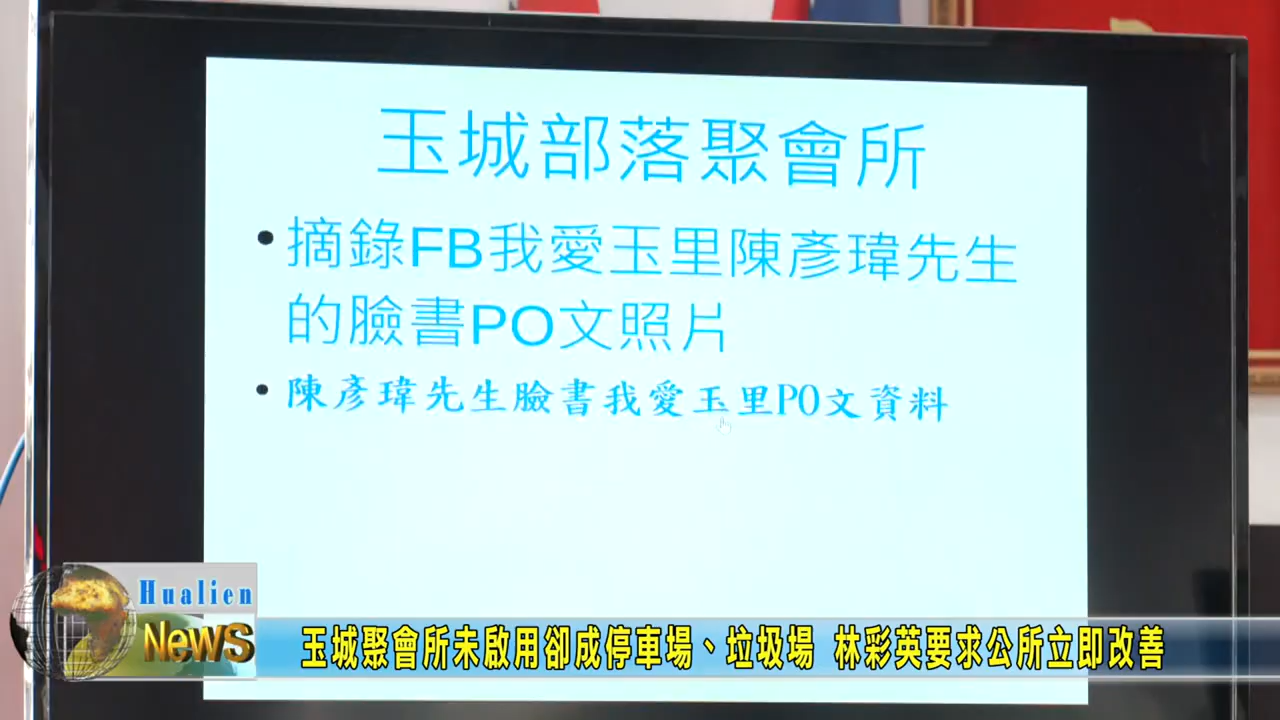 玉城部落聚會所
•摘錄FB我愛玉里陳彥瑋先生
的臉書PO文照片
•陳彥瑋先生臉書我愛玉里PO文資料
Hualien
News
玉城聚會所未啟用卻成停車場、垃圾場 林彩英要求公所立即改善